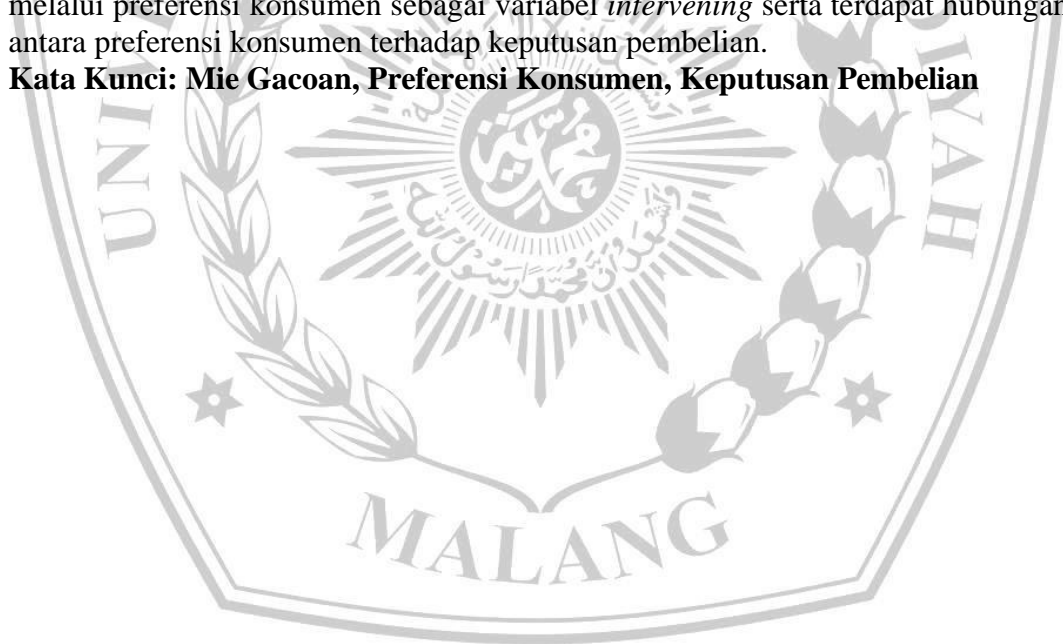 melalui preferensi konsumen sebagai variabel intervening serta terdapat hubungan
antara preferensi konsumen terhadap keputusan pembelian.
Kata Kunci: Mie Gacoan, Preferensi Konsumen, Keputusan Pembelian
DIYAH
MALANG